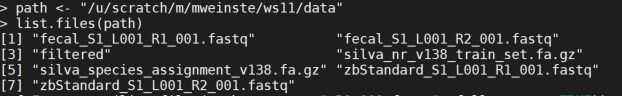 > path <- "/u/scratch/m/mweinste/ws11/data"
> list.files(path)
[1] "fecal_S1_L001_R1_001.fastq" "fecal_S1_L001_R2_001.fastq"
[3] "filtered" "silva_nr_v138_train_set.fa.gz"
[5] "silva_species_assignment_v138.fa.gz" "zbStandard_S1_L001_R1_001.fastq"
[7] "zbStandard_S1_L001_R2_001.fastq"